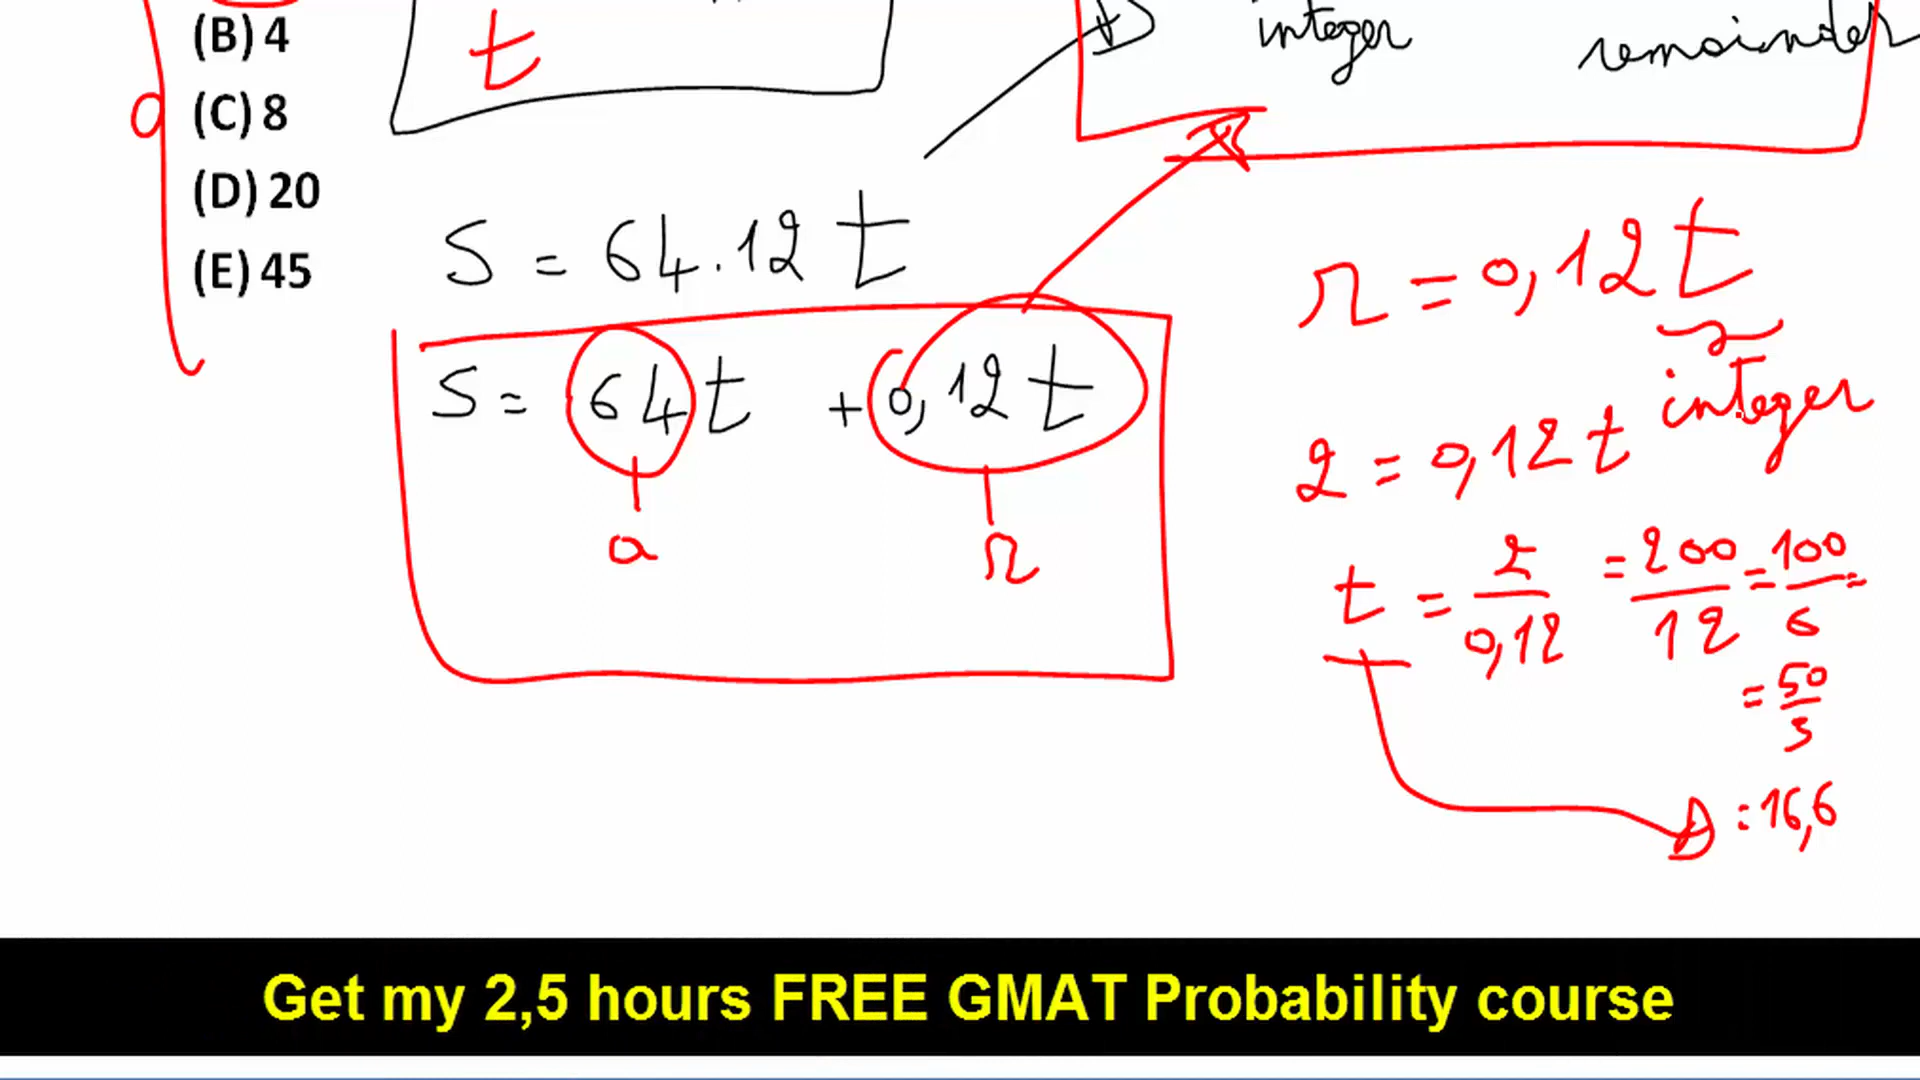 (B) 4
(C) 8
(D) 20
(E) 45
t
integer remainder
S = 64.12 t
S = 64 t + 0,12 t
a
r
r = 0,12 t
integer
2 = 0,12 t
t = 2/0,12 = 200/12 = 100/6 =
= 50/3
= 16,6
Get my 2,5 hours FREE GMAT Probability course